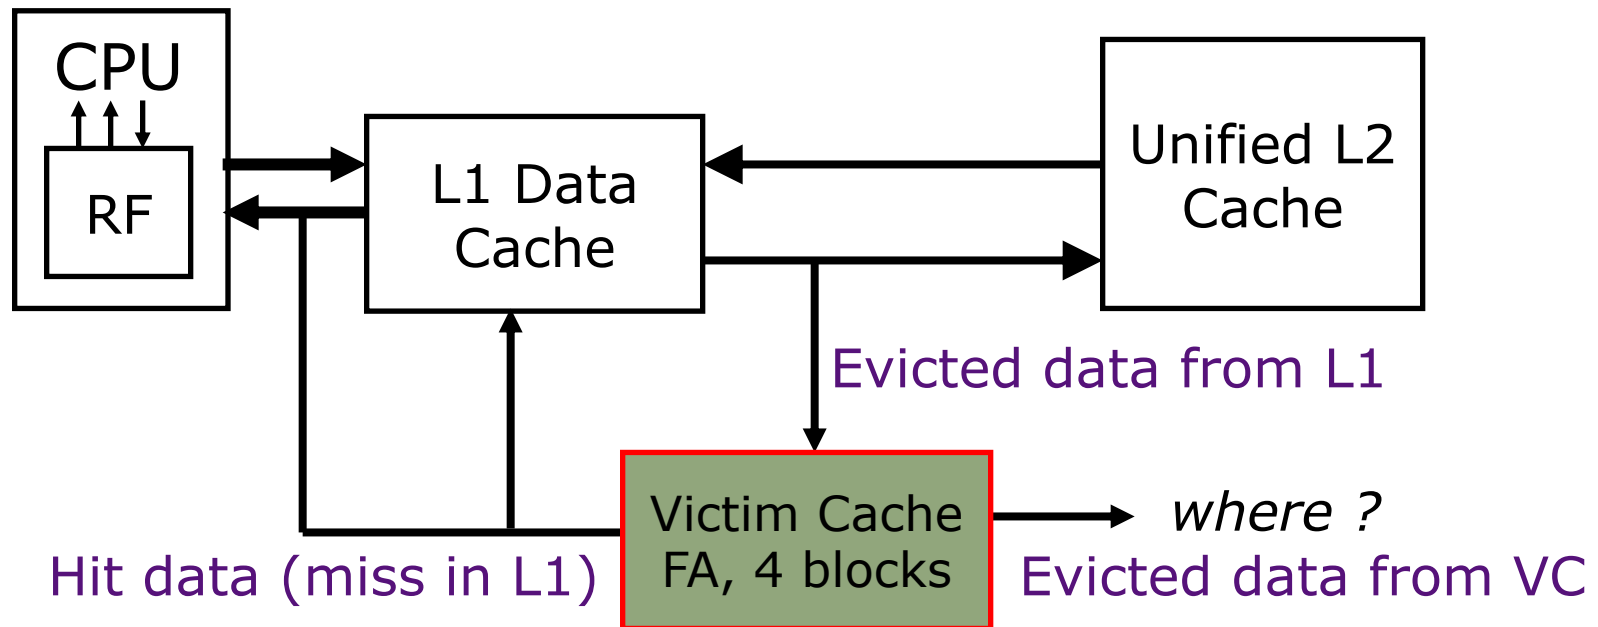 CPU
RF
L1 Data
Cache
Unified L2
Cache
Evicted data from L1
Victim Cache
FA, 4 blocks
where ?
Hit data (miss in L1)
Evicted data from VC